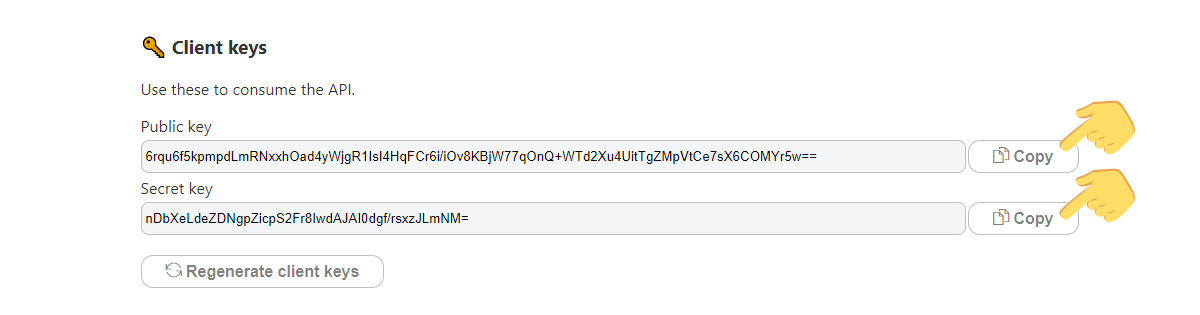 Client keys
Use these to consume the API.
Public key
6rqu6f5kpmpdLmRNxxhOad4yWjgR1IsI4HqFCr6i/iOv8KBjW77qOnQ+WTd2Xu4UitTgZMpVtCe7sX6COMYr5w==
Copy
Secret key
nDbXeLdeZDNgpZicpS2Fr8IwdAJAI0dgf/rsxzJLmNM=
Copy
Regenerate client keys